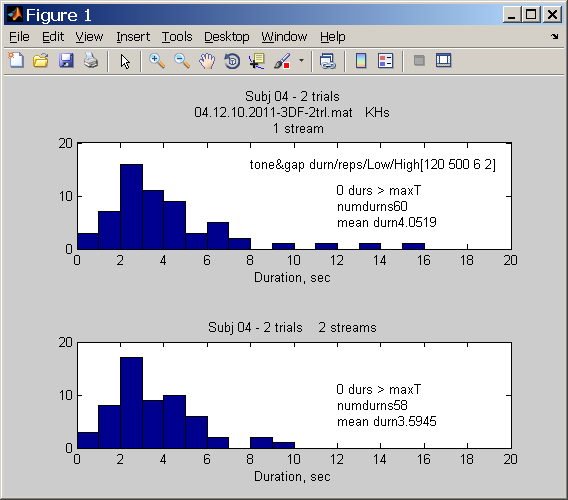 Figure 1
File Edit View Insert Tools Desktop Window Help
Subj 04 - 2 trials
04.12.10.2011-3DF-2trl.mat KHs
1 stream
20
10
0
tone&gap durn/reps/Low/High[120 500 6 2]
0 durs > maxT
numdurns60
mean durn4.0519
0 2 4 6 8 10 12 14 16 18 20
Duration, sec
Subj 04 - 2 trials 2 streams
20
10
0
0 durs > maxT
numdurns58
mean durn3.5945
0 2 4 6 8 10 12 14 16 18 20
Duration, sec